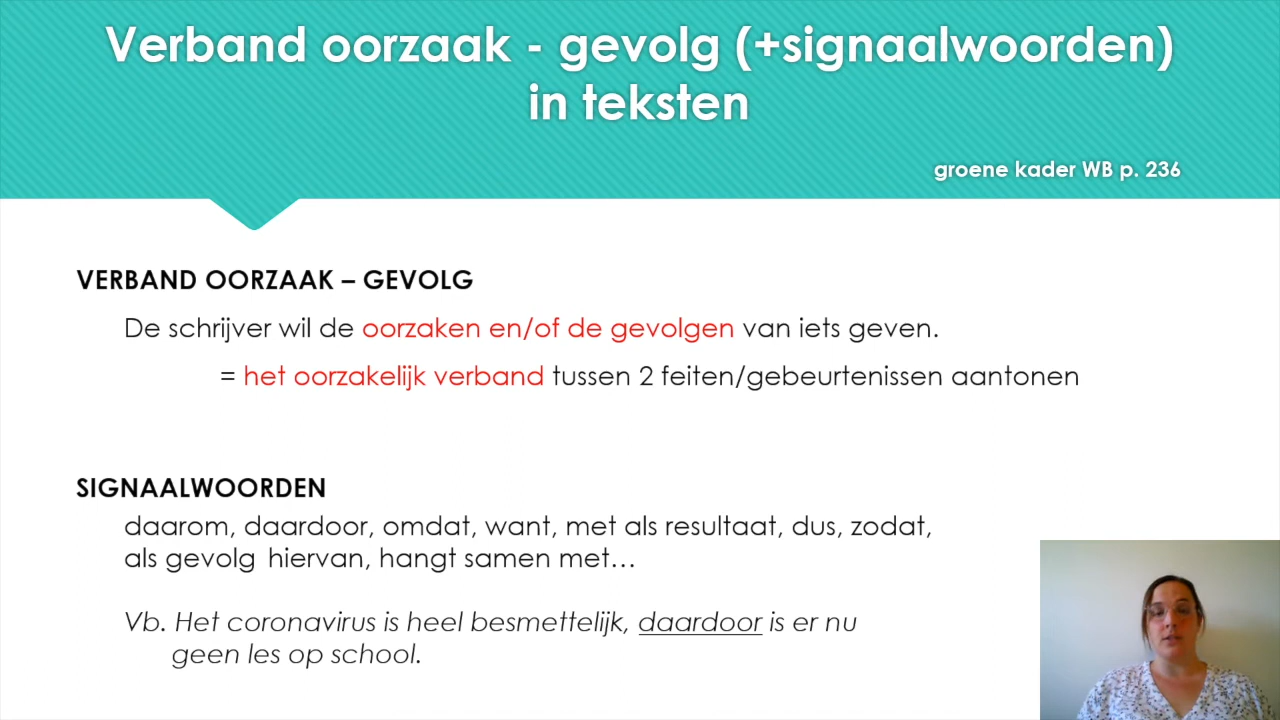 Verband oorzaak - gevolg (+signaalwoorden)
in teksten
groene kader WB p. 236
VERBAND OORZAAK – GEVOLG
De schrijver wil de oorzaken en/of de gevolgen van iets geven.
= het oorzakelijk verband tussen 2 feiten/gebeurtenissen aantonen
SIGNAALWOORDEN
daarom, daardoor, omdat, want, met als resultaat, dus, zodat,
als gevolg hiervan, hangt samen met…
Vb. Het coronavirus is heel besmettelijk, daardoor is er nu
geen les op school.